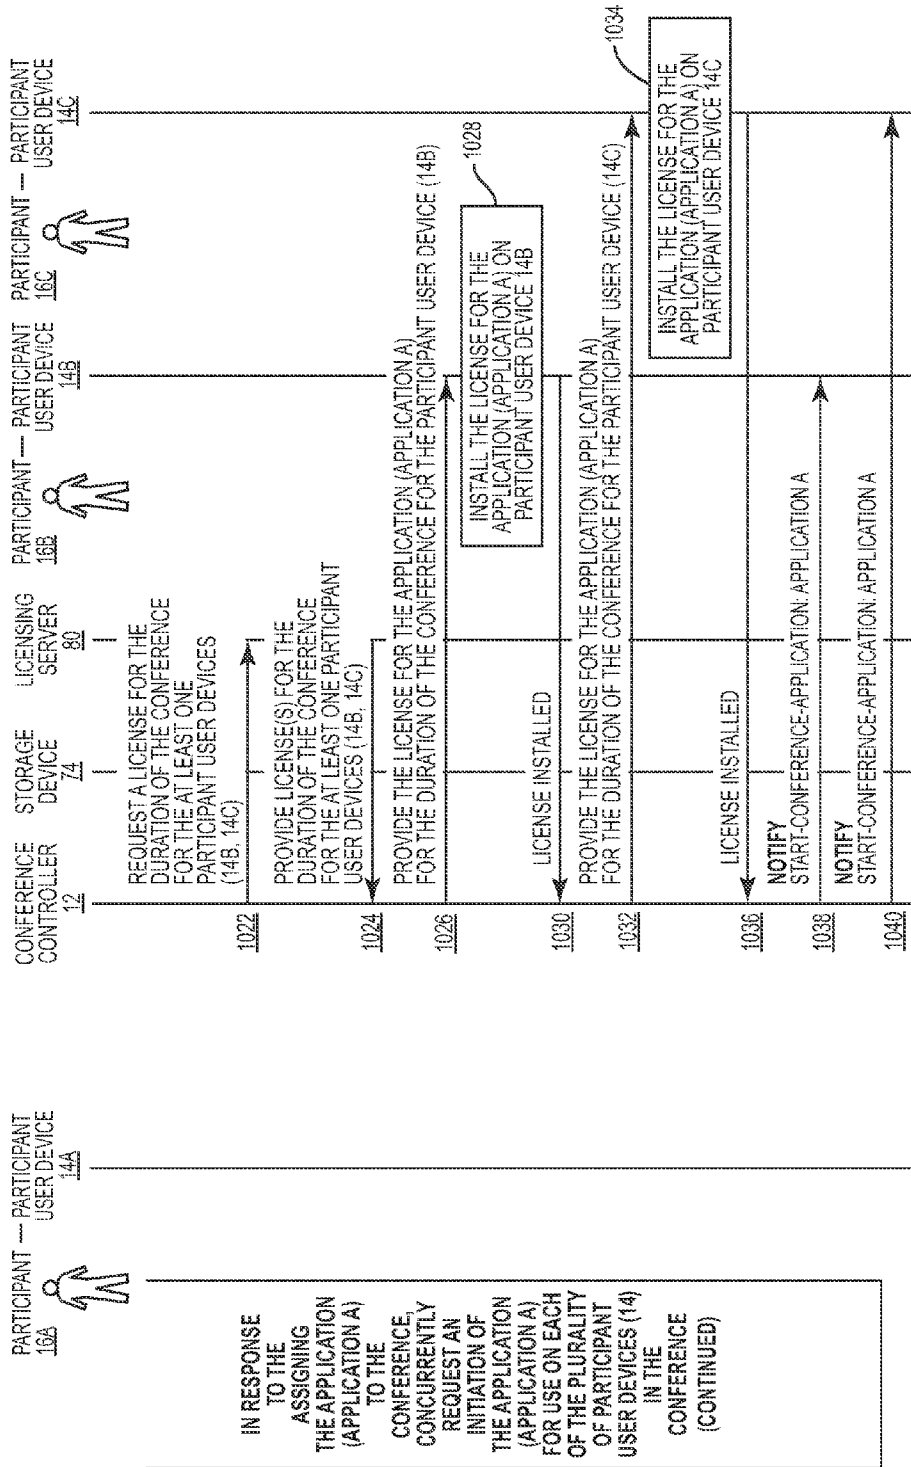 PARTICIPANT — PARTICIPANT
16A USER DEVICE
14A
CONFERENCE
CONTROLLER
12
STORAGE
DEVICE
74
LICENSING
SERVER
80
PARTICIPANT — PARTICIPANT
16B USER DEVICE
14B
PARTICIPANT — PARTICIPANT
16C USER DEVICE
14C
IN RESPONSE
TO THE
ASSIGNING
THE APPLICATION
(APPLICATION A)
TO THE
CONFERENCE,
CONCURRENTLY
REQUEST AN
INITIATION OF
THE APPLICATION
(APPLICATION A)
FOR USE ON EACH
OF THE PLURALITY
OF PARTICIPANT
USER DEVICES (14)
IN THE
CONFERENCE
(CONTINUED)
REQUEST A LICENSE FOR THE
DURATION OF THE CONFERENCE
FOR THE AT LEAST ONE
PARTICIPANT USER DEVICES
(14B, 14C)
1022
PROVIDE LICENSE(S) FOR THE
DURATION OF THE CONFERENCE
FOR THE AT LEAST ONE PARTICIPANT
USER DEVICES (14B, 14C)
1024
PROVIDE THE LICENSE FOR THE APPLICATION (APPLICATION A)
FOR THE DURATION OF THE CONFERENCE FOR THE PARTICIPANT USER DEVICE (14B)
1026
INSTALL THE LICENSE FOR THE
APPLICATION (APPLICATION A) ON
PARTICIPANT USER DEVICE 14B
1028
LICENSE INSTALLED
1030
PROVIDE THE LICENSE FOR THE APPLICATION (APPLICATION A)
FOR THE DURATION OF THE CONFERENCE FOR THE PARTICIPANT USER DEVICE (14C)
1032
INSTALL THE LICENSE FOR THE
APPLICATION (APPLICATION A) ON
PARTICIPANT USER DEVICE 14C
1034
LICENSE INSTALLED
1036
NOTIFY
START-CONFERENCE-APPLICATION: APPLICATION A
1038
NOTIFY
START-CONFERENCE-APPLICATION: APPLICATION A
1040